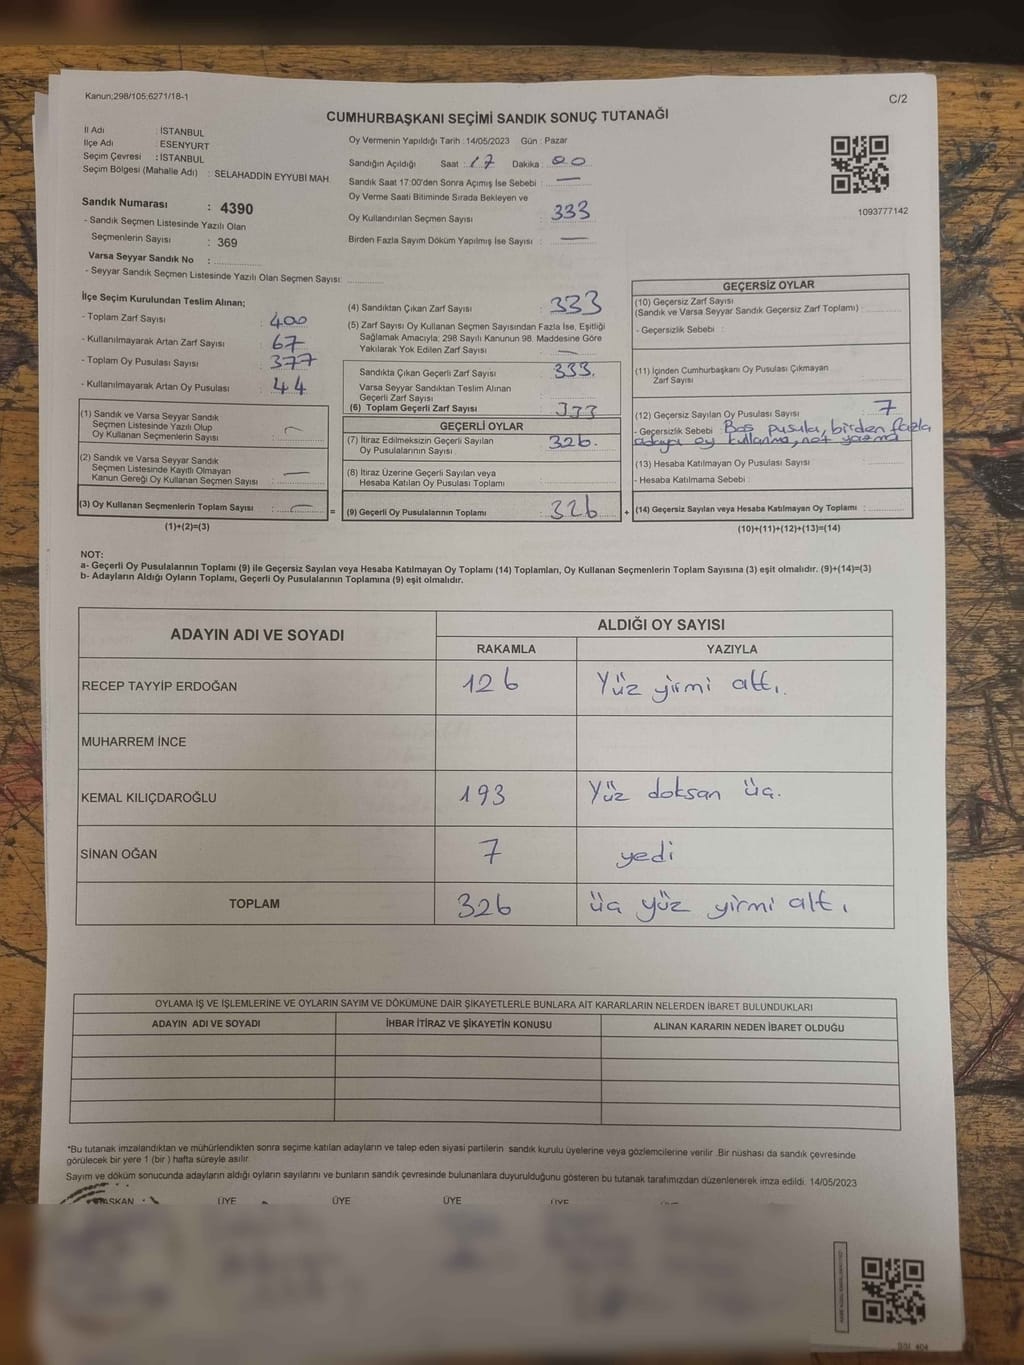 Kanun;298/105;6271/18-1
C/2
CUMHURBAŞKANI SEÇİMİ SANDIK SONUÇ TUTANAĞI
İl Adı : İSTANBUL
İlçe Adı : ESENYURT
Seçim Çevresi : İSTANBUL
Seçim Bölgesi (Mahalle Adı) : SELAHADDİN EYYUBİ MAH.
Sandık Numarası : 4390
- Sandık Seçmen Listesinde Yazılı Olan
Seçmenlerin Sayısı : 369
Varsa Seyyar Sandık No :
- Seyyar Sandık Seçmen Listesinde Yazılı Olan Seçmen Sayısı:
Oy Vermenin Yapıldığı Tarih : 14/05/2023 Gün : Pazar
Sandığın Açıldığı Saat : 17 Dakika : 00
Sandık Saat 17:00'den Sonra Açımış İse Sebebi : —
Oy Verme Saati Bitiminde Sırada Bekleyen ve
Oy Kullandırılan Seçmen Sayısı : 333
Birden Fazla Sayım Döküm Yapılmış İse Sayısı : —
1093777142
İlçe Seçim Kurulundan Teslim Alınan;
- Toplam Zarf Sayısı : 400
- Kullanılmayarak Artan Zarf Sayısı : 67
- Toplam Oy Pusulası Sayısı : 377
- Kullanılmayarak Artan Oy Pusulası : 44
(1) Sandık ve Varsa Seyyar Sandık
Seçmen Listesinde Yazılı Olup
Oy Kullanan Seçmenlerin Sayısı : —
(2) Sandık ve Varsa Seyyar Sandık
Seçmen Listesinde Kayıtlı Olmayan
Kanun Gereği Oy Kullanan Seçmen Sayısı : —
(3) Oy Kullanan Seçmenlerin Toplam Sayısı : — =
(1)+(2)=(3)
(4) Sandıktan Çıkan Zarf Sayısı : 333
(5) Zarf Sayısı Oy Kullanan Seçmen Sayısından Fazla İse, Eşitliği
Sağlamak Amacıyla, 298 Sayılı Kanunun 98. Maddesine Göre
Yakılarak Yok Edilen Zarf Sayısı : —
Sandıkta Çıkan Geçerli Zarf Sayısı : 333.
Varsa Seyyar Sandıktan Teslim Alınan
Geçerli Zarf Sayısı :
(6) Toplam Geçerli Zarf Sayısı : 333
GEÇERLİ OYLAR
(7) İtiraz Edilmeksizin Geçerli Sayılan
Oy Pusulalarının Sayısı : 326.
(8) İtiraz Üzerine Geçerli Sayılan veya
Hesaba Katılan Oy Pusulası Toplamı :
(9) Geçerli Oy Pusulalarının Toplamı : 326 +
GEÇERSİZ OYLAR
(10) Geçersiz Zarf Sayısı
(Sandık ve Varsa Seyyar Sandık Geçersiz Zarf Toplamı) :
- Geçersizlik Sebebi :
(11) İçinden Cumhurbaşkanı Oy Pusulası Çıkmayan
Zarf Sayısı :
(12) Geçersiz Sayılan Oy Pusulası Sayısı : 7
- Geçersizlik Sebebi : Boş pusula, birden fazla
adaya oy kullanma, not yazma
(13) Hesaba Katılmayan Oy Pusulası Sayısı :
- Hesaba Katılmama Sebebi :
(14) Geçersiz Sayılan veya Hesaba Katılmayan Oy Toplamı :
(10)+(11)+(12)+(13)=(14)
NOT:
a- Geçerli Oy Pusulalarının Toplamı (9) ile Geçersiz Sayılan veya Hesaba Katılmayan Oy Toplamı (14) Toplamları, Oy Kullanan Seçmenlerin Toplam Sayısına (3) eşit olmalıdır. (9)+(14)=(3)
b- Adayların Aldığı Oyların Toplamı, Geçerli Oy Pusulalarının Toplamına (9) eşit olmalıdır.
ADAYIN ADI VE SOYADI
ALDIĞI OY SAYISI
RAKAMLA YAZIYLA
RECEP TAYYİP ERDOĞAN 126 Yüz yirmi altı.
MUHARREM İNCE
KEMAL KILIÇDAROĞLU 193 Yüz doksan üç.
SİNAN OĞAN 7 yedi
TOPLAM 326 üç yüz yirmi altı
OYLAMA İŞ VE İŞLEMLERİNE VE OYLARIN SAYIM VE DÖKÜMÜNE DAİR ŞİKAYETLERLE BUNLARA AİT KARARLARIN NELERDEN İBARET BULUNDUKLARI
ADAYIN ADI VE SOYADI İHBAR İTİRAZ VE ŞİKAYETİN KONUSU ALINAN KARARIN NEDEN İBARET OLDUĞU
*Bu tutanak imzalandıktan ve mühürlendikten sonra seçime katılan adayların ve talep eden siyasi partilerin sandık kurulu üyelerine veya gözlemcilerine verilir .Bir nüshası da sandık çevresinde
görülecek bir yere 1 (bir ) hafta süreyle asılır.
Sayım ve döküm sonucunda adayların aldığı oyların sayılarını ve bunların sandık çevresinde bulunanlara duyurulduğunu gösteren bu tutanak tarafımızdan düzenlenerek imza edildi. 14/05/2023
BAŞKAN ÜYE ÜYE ÜYE ÜYE